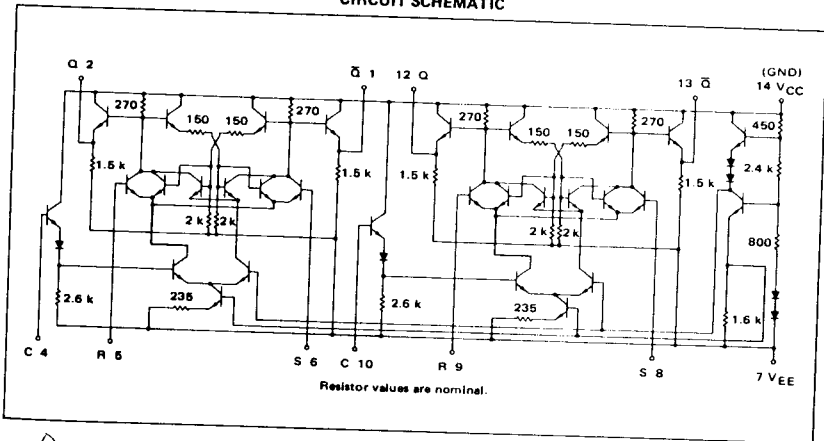 CIRCUIT SCHEMATIC
Q 2
Q̄ 1
12 Q
13 Q̄
(GND)
14 VCC
270
150
150
270
270
150
150
270
450
2.4 k
1.5 k
1.5 k
1.5 k
1.5 k
2 k
2 k
2 k
2 k
800
2.6 k
235
2.6 k
235
1.6 k
C 4
R 5
S 6
C 10
R 9
S 8
7 VEE
Resistor values are nominal.